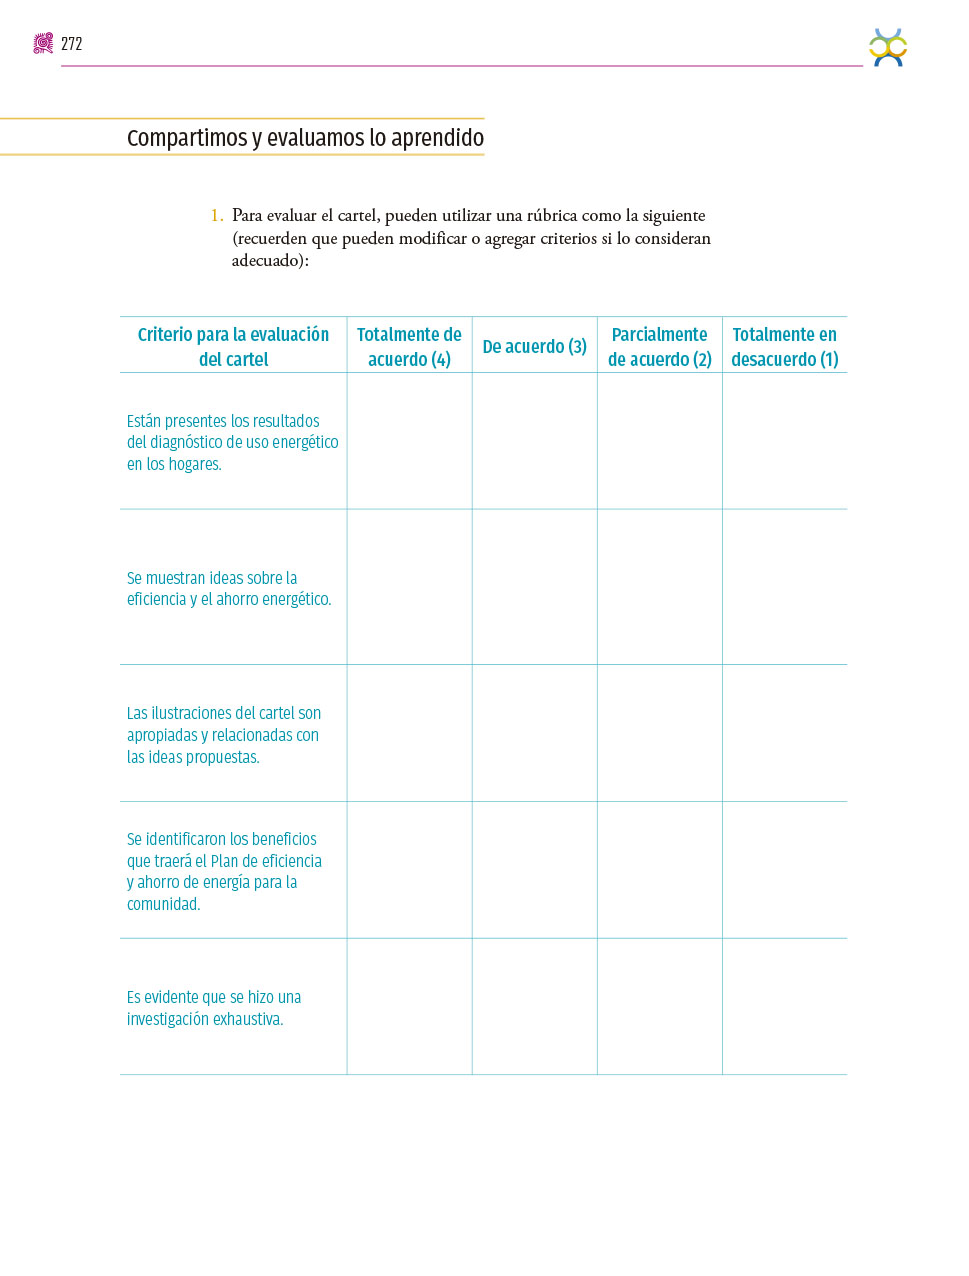 272
Compartimos y evaluamos lo aprendido
1. Para evaluar el cartel, pueden utilizar una rúbrica como la siguiente
(recuerden que pueden modificar o agregar criterios si lo consideran
adecuado):
Criterio para la evaluación
del cartel
Totalmente de
acuerdo (4)
De acuerdo (3)
Parcialmente
de acuerdo (2)
Totalmente en
desacuerdo (1)
Están presentes los resultados
del diagnóstico de uso energético
en los hogares.
Se muestran ideas sobre la
eficiencia y el ahorro energético.
Las ilustraciones del cartel son
apropiadas y relacionadas con
las ideas propuestas.
Se identificaron los beneficios
que traerá el Plan de eficiencia
y ahorro de energía para la
comunidad.
Es evidente que se hizo una
investigación exhaustiva.